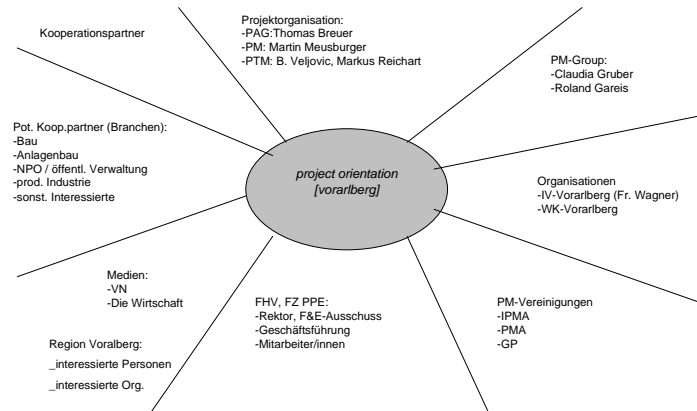 Kooperationspartner
Projektorganisation:
-PAG:Thomas Breuer
-PM: Martin Meusburger
-PTM: B. Veljovic, Markus Reichart
PM-Group:
-Claudia Gruber
-Roland Gareis
Pot. Koop.partner (Branchen):
-Bau
-Anlagenbau
-NPO / öffentl. Verwaltung
-prod. Industrie
-sonst. Interessierte
project orientation
[vorarlberg]
Organisationen
-IV-Vorarlberg (Fr. Wagner)
-WK-Vorarlberg
Medien:
-VN
-Die Wirtschaft
FHV, FZ PPE:
-Rektor, F&E-Ausschuss
-Geschäftsführung
-Mitarbeiter/innen
PM-Vereinigungen
-IPMA
-PMA
-GP
Region Voralberg:
_interessierte Personen
_interessierte Org.